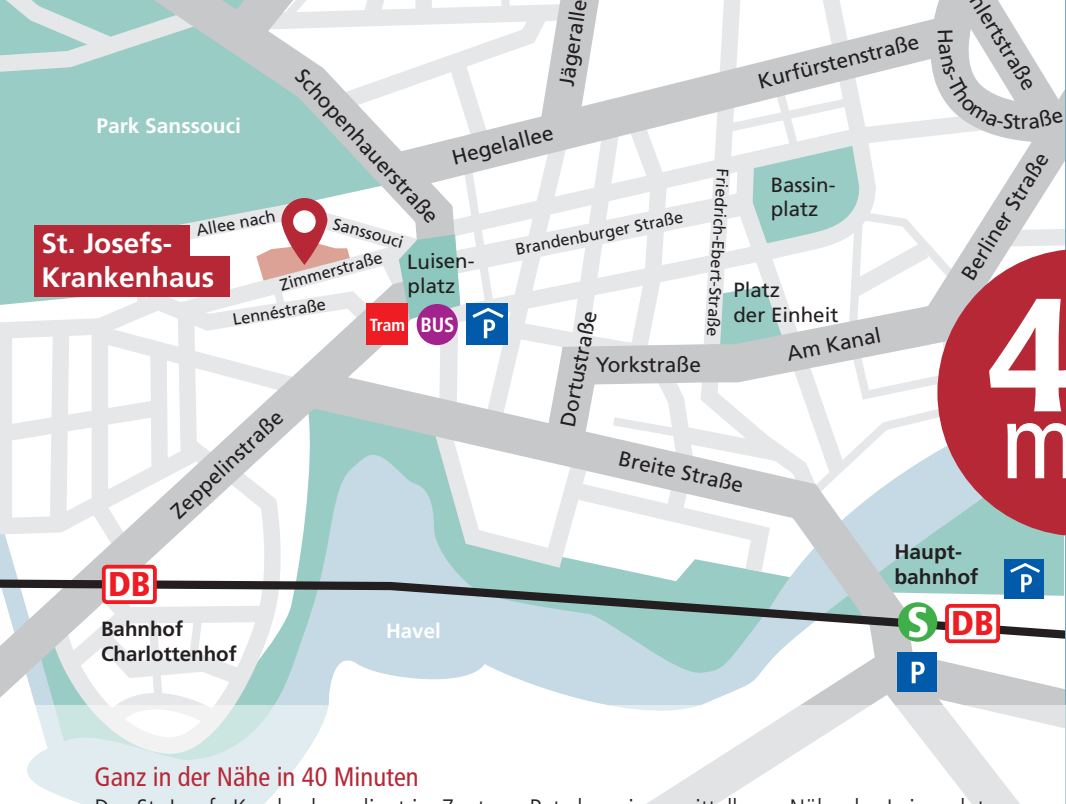 Jägeralle
hlertstraße
Hans-Thoma-Straße
Kurfürstenstraße
Schopenhauerstraße
Hegelallee
Park Sanssouci
Berliner Straße
Bassin-
platz
Friedrich-Ebert-Straße
Allee nach Sanssouci
Brandenburger Straße
St. Josefs-
Krankenhaus
Zimmerstraße
Luisen-
platz
Lennéstraße
Platz
der Einheit
Tram
BUS
P
Dortustraße
Yorkstraße
Am Kanal
4
m
Zeppelinstraße
Breite Straße
Haupt-
bahnhof
P
DB
S
DB
Bahnhof
Charlottenhof
Havel
P
Ganz in der Nähe in 40 Minuten